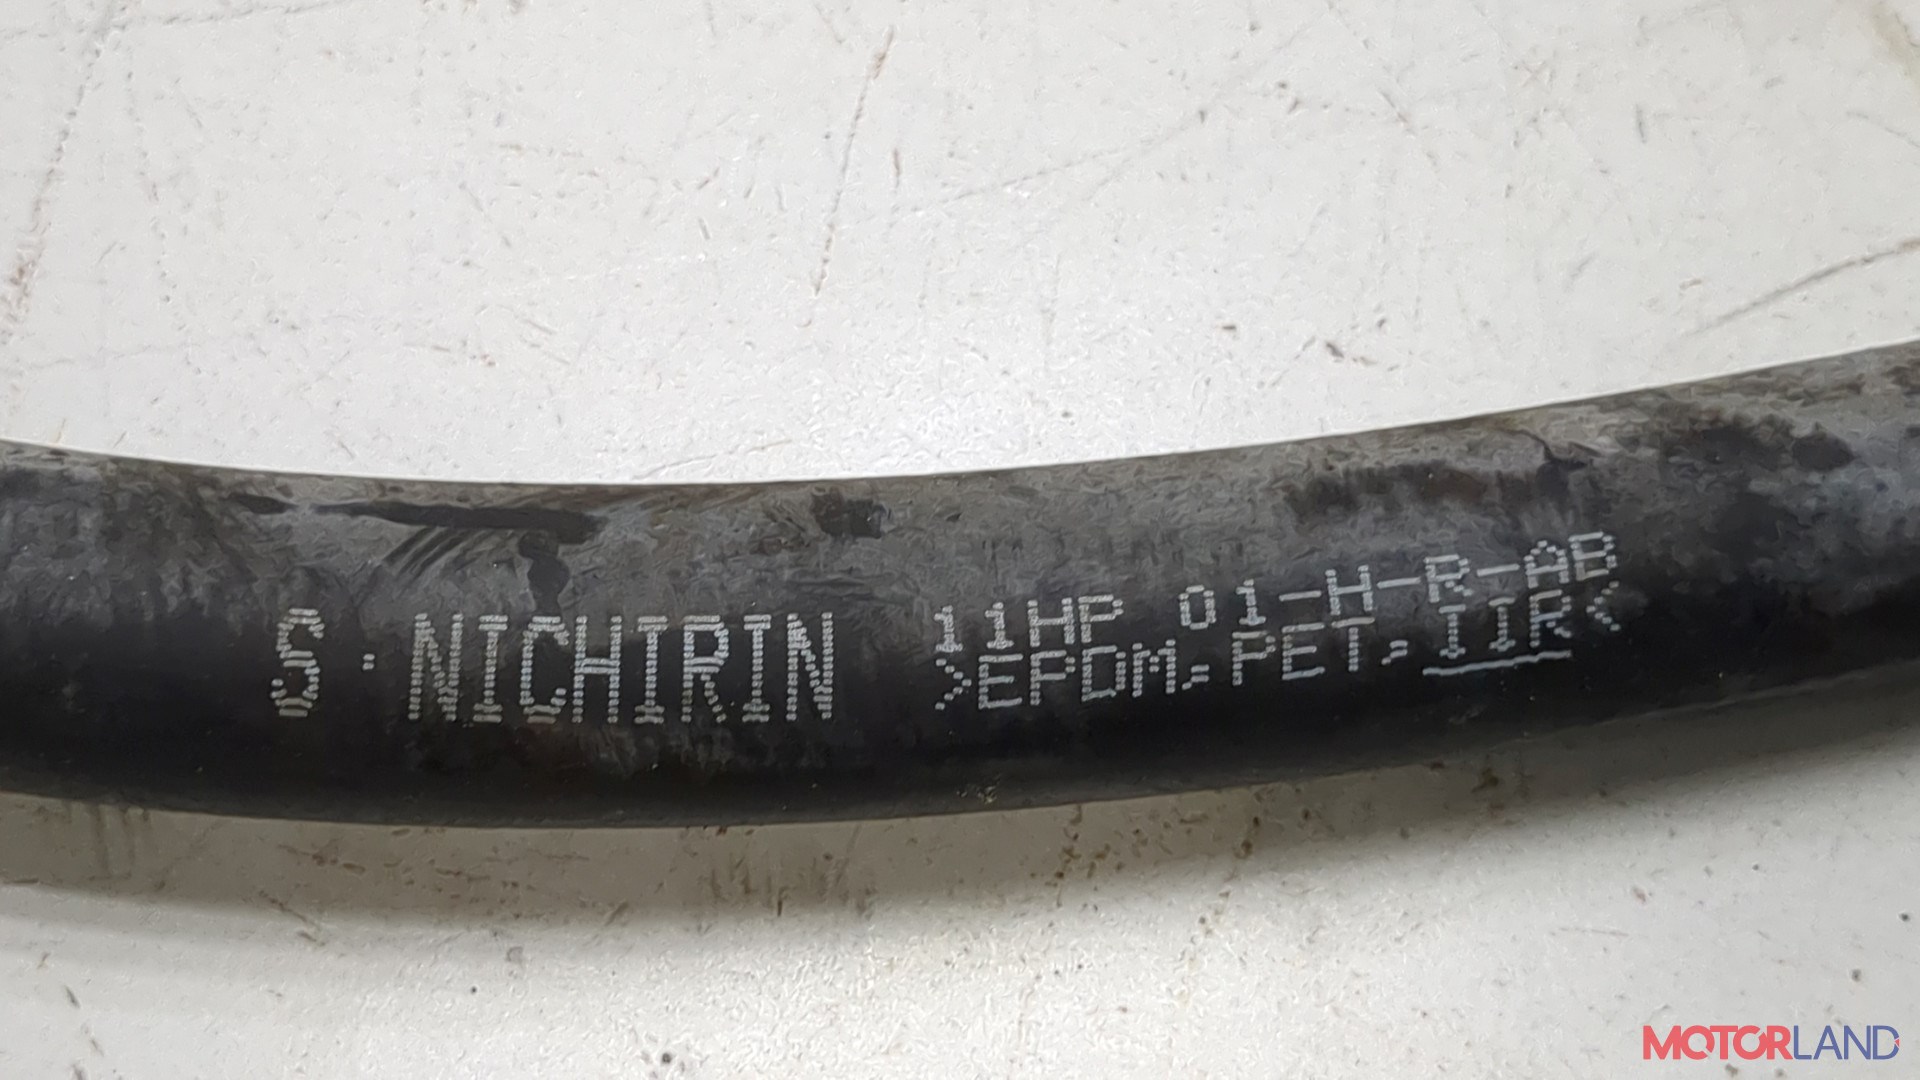 S · NICHIRIN
11HP 01-H-R-AB
>EPDM,PET,IIR<
MOTORLAND